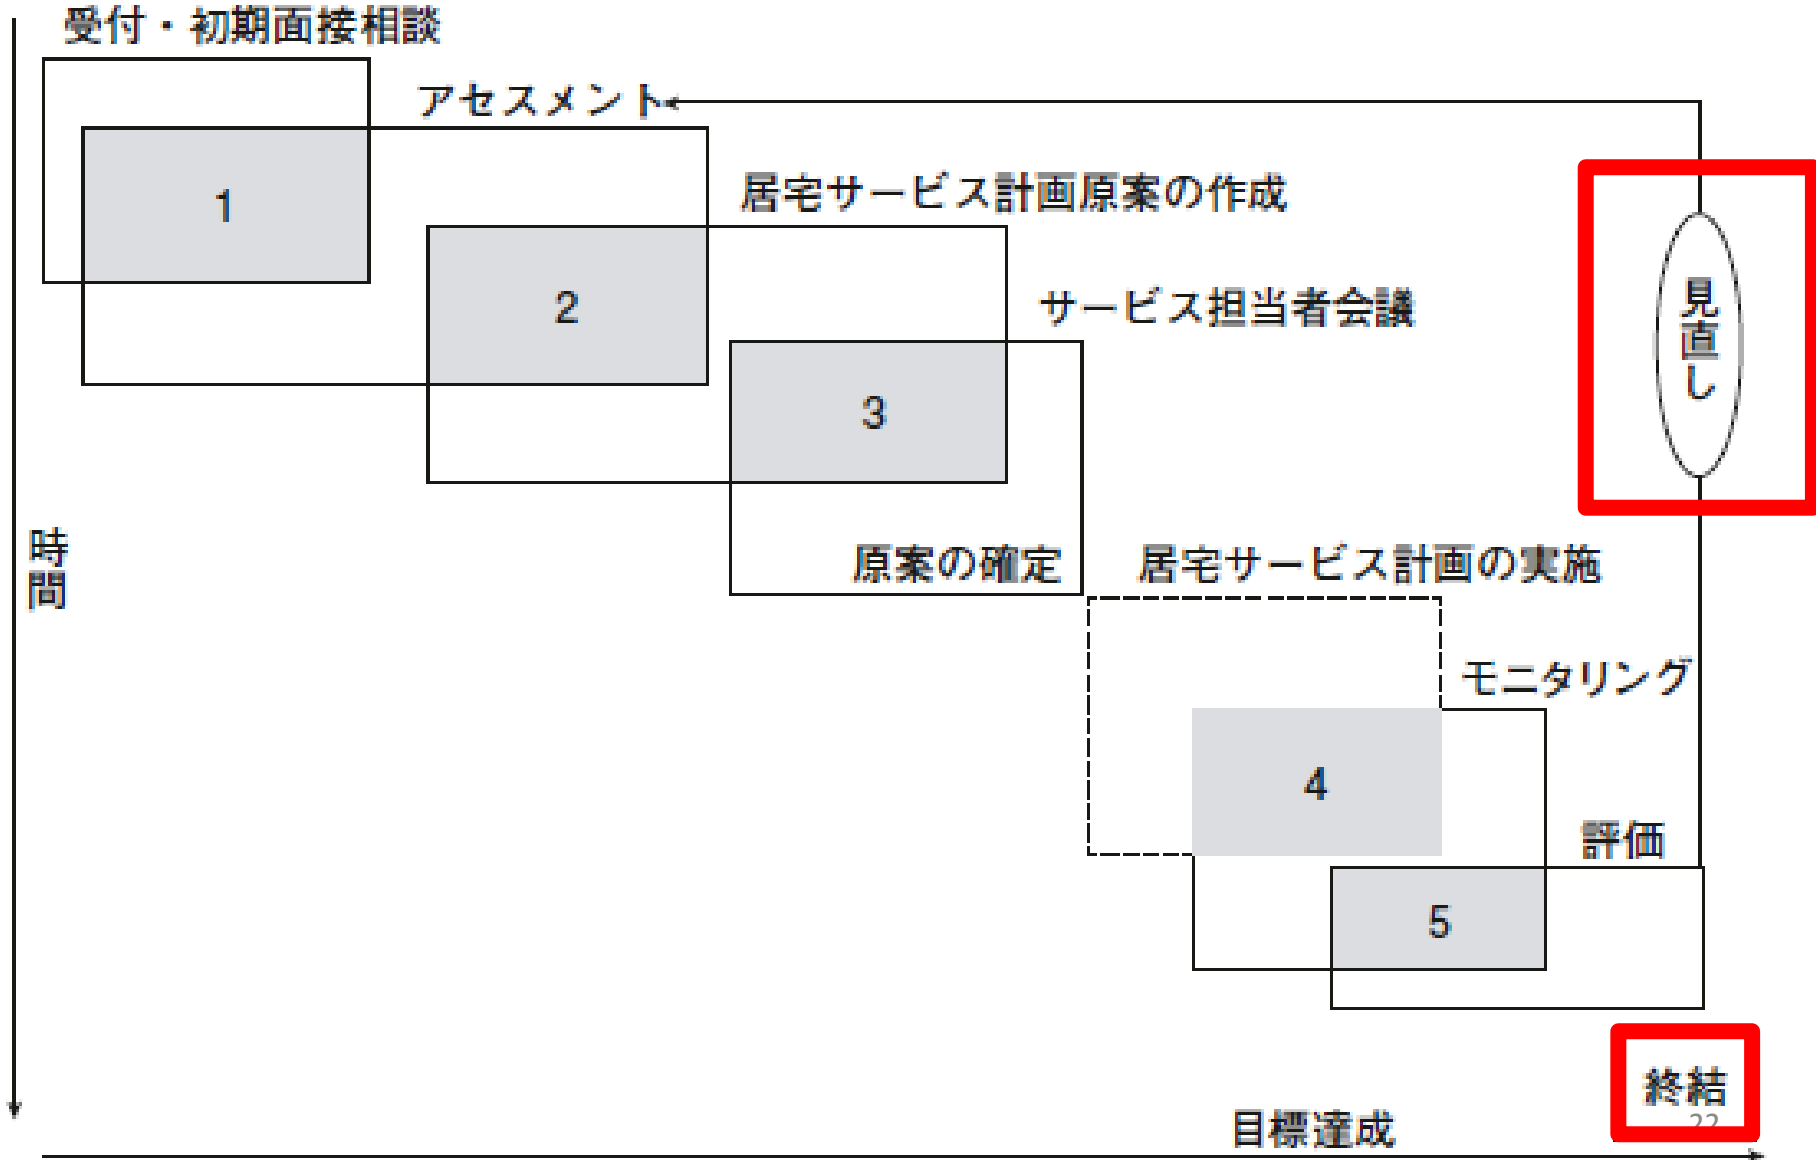 受付・初期面接相談
アセスメント
1
居宅サービス計画原案の作成
2
サービス担当者会議
3
見直し
時間
原案の確定
居宅サービス計画の実施
モニタリング
4
評価
5
終結
22
目標達成